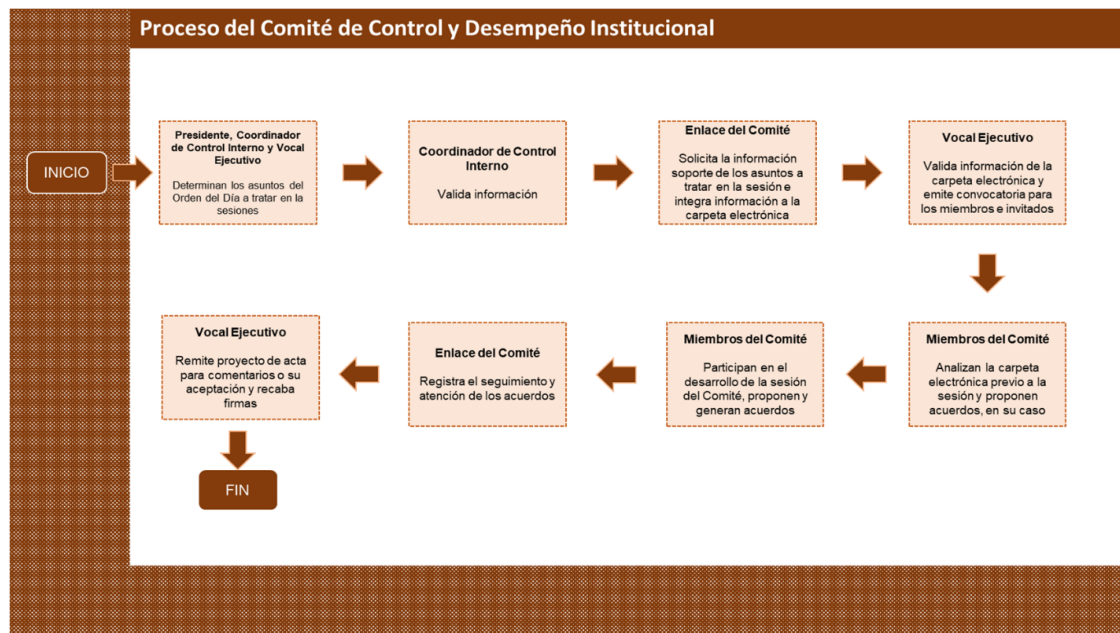 Proceso del Comité de Control y Desempeño Institucional
INICIO
Presidente, Coordinador
de Control Interno y Vocal
Ejecutivo
Determinan los asuntos del
Orden del Día a tratar en la
sesiones
Coordinador de Control
Interno
Valida información
Enlace del Comité
Solicita la información
soporte de los asuntos a
tratar en la sesión e
integra información a la
carpeta electrónica
Vocal Ejecutivo
Valida información de la
carpeta electrónica y
emite convocatoria para
los miembros e invitados
Miembros del Comité
Analizan la carpeta
electrónica previo a la
sesión y proponen
acuerdos, en su caso
Miembros del Comité
Participan en el
desarrollo de la sesión
del Comité, proponen y
generan acuerdos
Enlace del Comité
Registra el seguimiento y
atención de los acuerdos
Vocal Ejecutivo
Remite proyecto de acta
para comentarios o su
aceptación y recaba
firmas
FIN